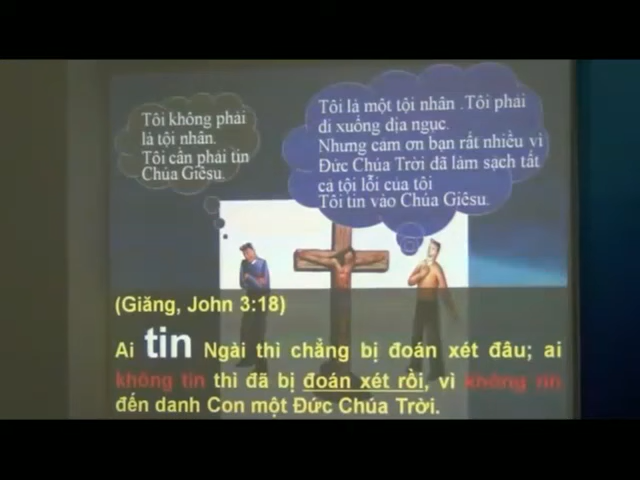 Tôi không phải
là tội nhân.
Tôi cần phải tin
Chúa Giêsu.
Tôi là một tội nhân .Tôi phải
đi xuống địa ngục.
Nhưng cảm ơn bạn rất nhiều vì
Đức Chúa Trời đã làm sạch tất
cả tội lỗi của tôi
Tôi tin vào Chúa Giêsu.
(Giăng, John 3:18)
Ai tin Ngài thì chẳng bị đoán xét đâu; ai
không tin thì đã bị đoán xét rồi, vì không tin
đến danh Con một Đức Chúa Trời.